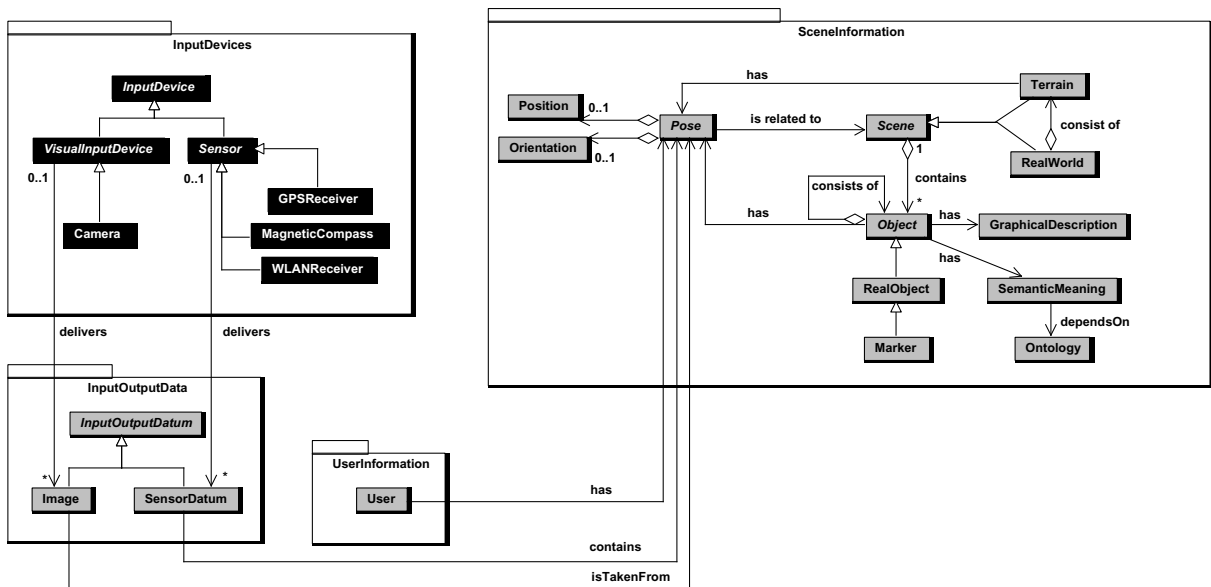 InputDevices
InputDevice
VisualInputDevice
Sensor
0..1
0..1
GPSReceiver
Camera
MagneticCompass
WLANReceiver
delivers
delivers
SceneInformation
has
Terrain
Position
0..1
Pose
is related to
Scene
consist of
Orientation
0..1
1
RealWorld
consists of
contains
*
has
Object
has
GraphicalDescription
has
RealObject
SemanticMeaning
dependsOn
Marker
Ontology
InputOutputData
InputOutputDatum
*
*
Image
SensorDatum
UserInformation
User
has
contains
isTakenFrom